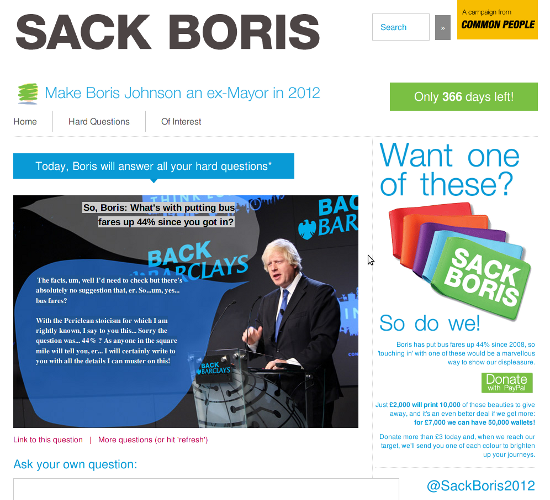 SACK BORIS
Search
»
A campaign from
COMMON PEOPLE
Make Boris Johnson an ex-Mayor in 2012
Only 366 days left!
Home
Hard Questions
Of Interest
Today, Boris will answer all your hard questions*
So, Boris: What's with putting bus
fares up 44% since you got in?
BACK
BARCLAYS
BARC
The facts, um, well I'd need to check but there's
absolutely no suggestion that, er. So...um, yes...
bus fares?
With the Periclean stoicism for which I am
rightly known, I say to you this... Sorry the
question was... 44% ? As anyone in the square
mile will tell you, er... I will certainly write to
you with all the details I can muster on this!
BACK
BARCLAYS
Link to this question | More questions (or hit 'refresh')
Ask your own question:
Want one
of these?
SACK
BORIS
So do we!
Boris has put bus fares up 44% since 2008, so
'touching in' with one of these would be a marvellous
way to show our displeasure.
Donate
with PayPal
Just £2,000 will print 10,000 of these beauties to give
away, and it's an even better deal if we get more:
for £7,000 we can have 50,000 wallets!
Donate more than £3 today and, when we reach our
target, we'll send you one of each colour to brighten
up your journeys.
@SackBoris2012